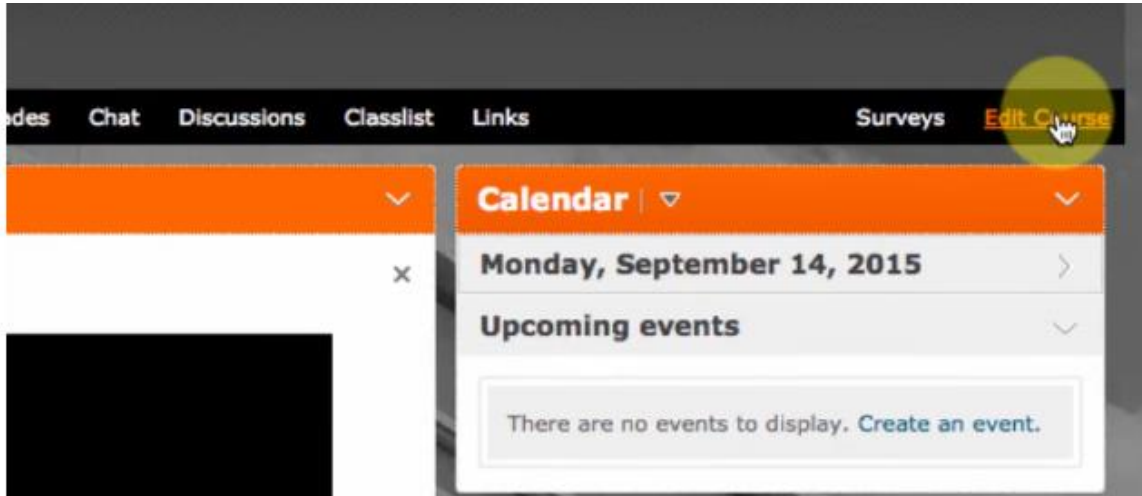 ades Chat Discussions Classlist Links Surveys Edit Course
Calendar
Monday, September 14, 2015
Upcoming events
There are no events to display. Create an event.